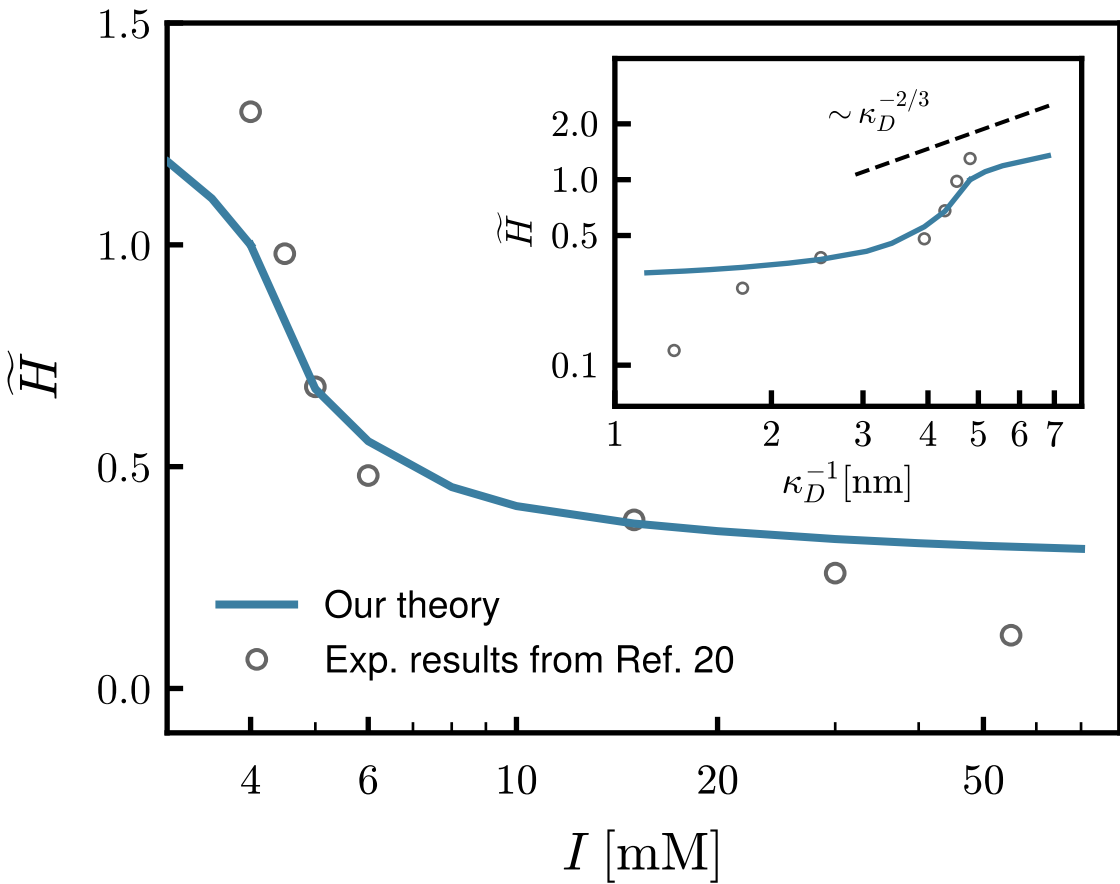 1.5
1.0
0.5
0.0
H̃
4 6 10 20 50
I [mM]
Our theory
Exp. results from Ref. 20
2.0
1.0
0.5
0.1
H̃
∼ κ_D^{-2/3}
1 2 3 4 5 6 7
κ_D^{-1}[nm]